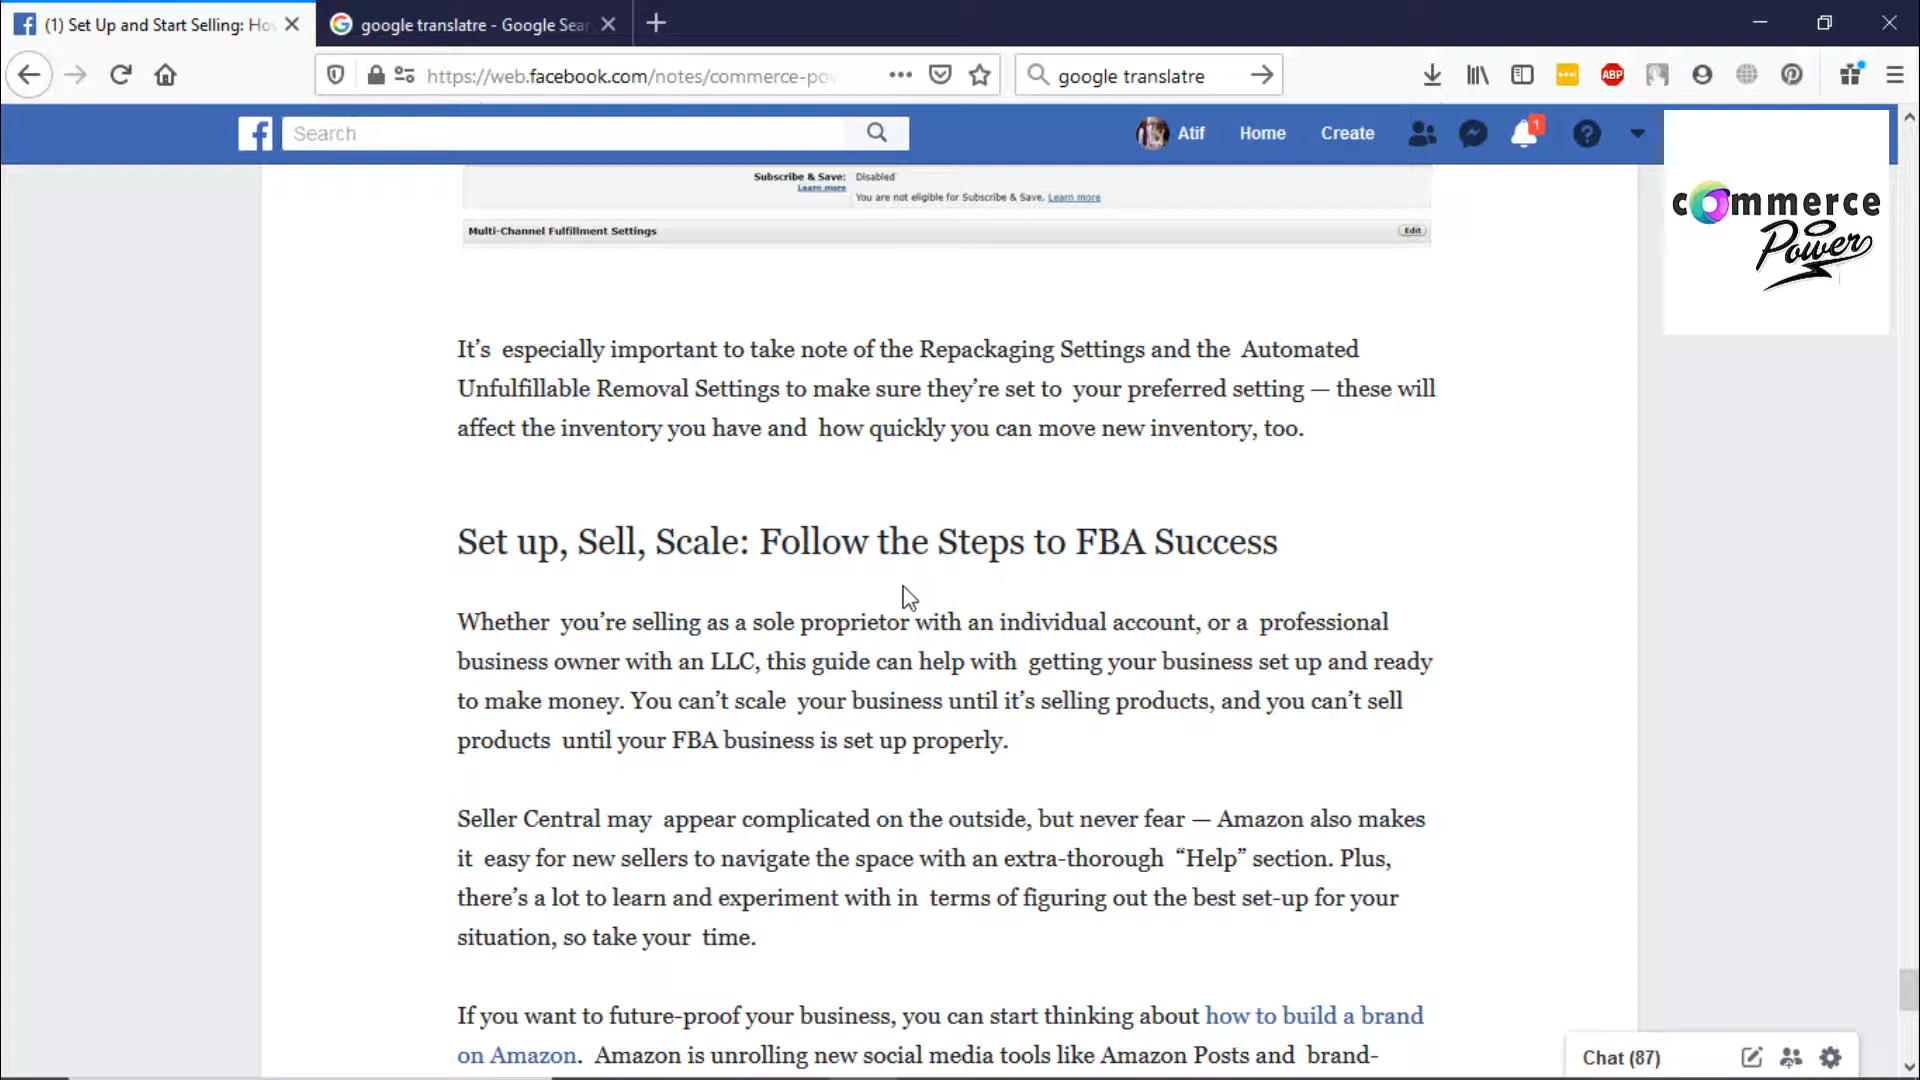 (1) Set Up and Start Selling: Ho
google translatre - Google Sear
https://web.facebook.com/notes/commerce-po
google translatre
ABP
Search
Atif
Home
Create
1
commerce
Power
Subscribe & Save: Disabled
Learn more
You are not eligible for Subscribe & Save. Learn more
Multi-Channel Fulfillment Settings
Edit
It’s especially important to take note of the Repackaging Settings and the Automated
Unfulfillable Removal Settings to make sure they’re set to your preferred setting — these will
affect the inventory you have and how quickly you can move new inventory, too.
Set up, Sell, Scale: Follow the Steps to FBA Success
Whether you’re selling as a sole proprietor with an individual account, or a professional
business owner with an LLC, this guide can help with getting your business set up and ready
to make money. You can’t scale your business until it’s selling products, and you can’t sell
products until your FBA business is set up properly.
Seller Central may appear complicated on the outside, but never fear — Amazon also makes
it easy for new sellers to navigate the space with an extra-thorough “Help” section. Plus,
there’s a lot to learn and experiment with in terms of figuring out the best set-up for your
situation, so take your time.
If you want to future-proof your business, you can start thinking about how to build a brand
on Amazon. Amazon is unrolling new social media tools like Amazon Posts and brand-
Chat (87)